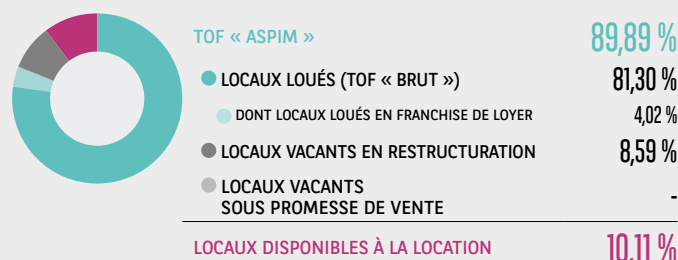 TOF « ASPIM » 89,89 %
LOCAUX LOUÉS (TOF « BRUT ») 81,30 %
DONT LOCAUX LOUÉS EN FRANCHISE DE LOYER 4,02 %
LOCAUX VACANTS EN RESTRUCTURATION 8,59 %
LOCAUX VACANTS
SOUS PROMESSE DE VENTE -
LOCAUX DISPONIBLES À LA LOCATION 10,11 %